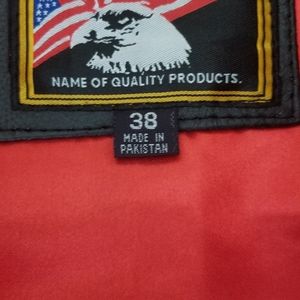 NAME OF QUALITY PRODUCTS.
38
MADE IN
PAKISTAN